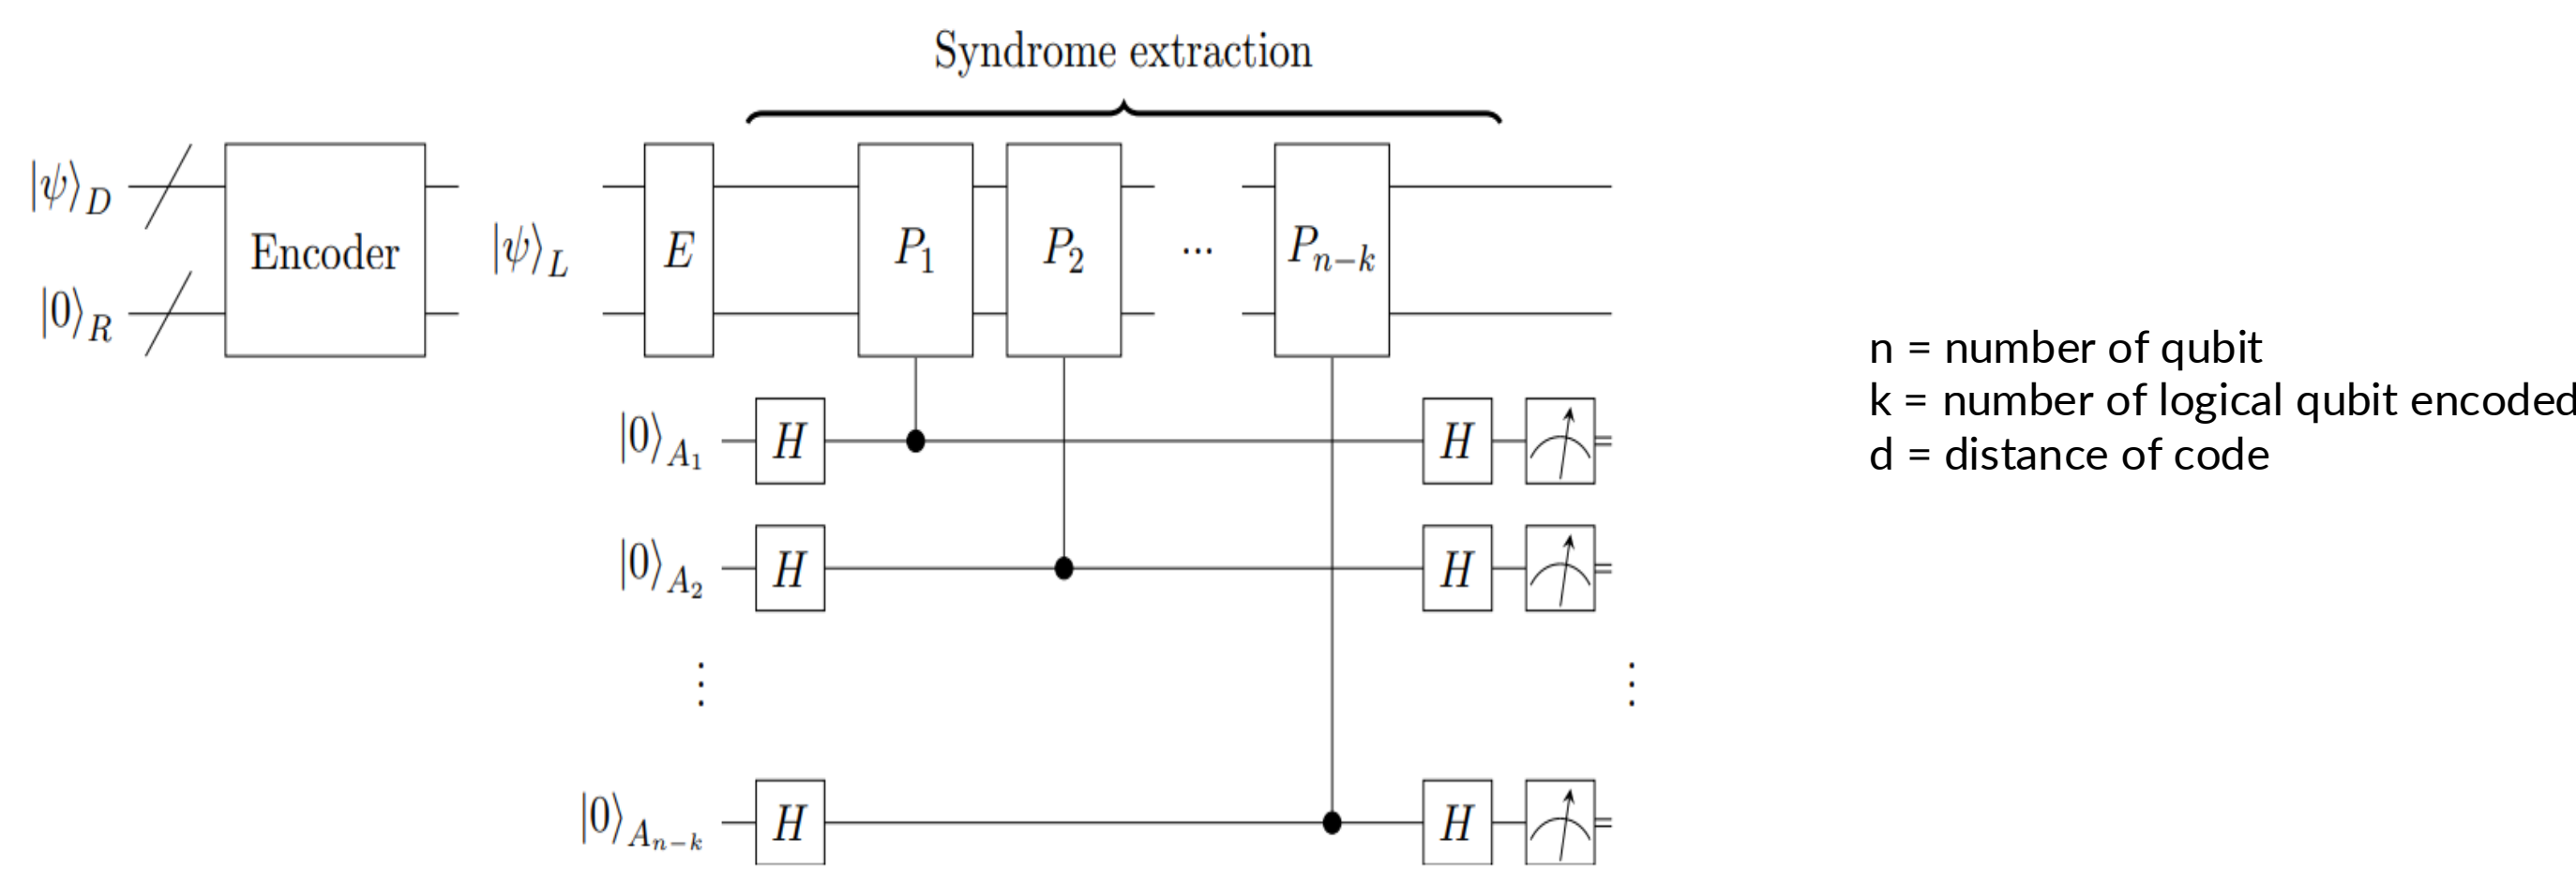 Syndrome extraction
|ψ⟩_D
Encoder
|ψ⟩_L
E
P_1
P_2
...
P_{n−k}
|0⟩_R
|0⟩_{A_1} H H
|0⟩_{A_2} H H
⋮ ⋮
|0⟩_{A_{n−k}} H H
n = number of qubit
k = number of logical qubit encoded
d = distance of code